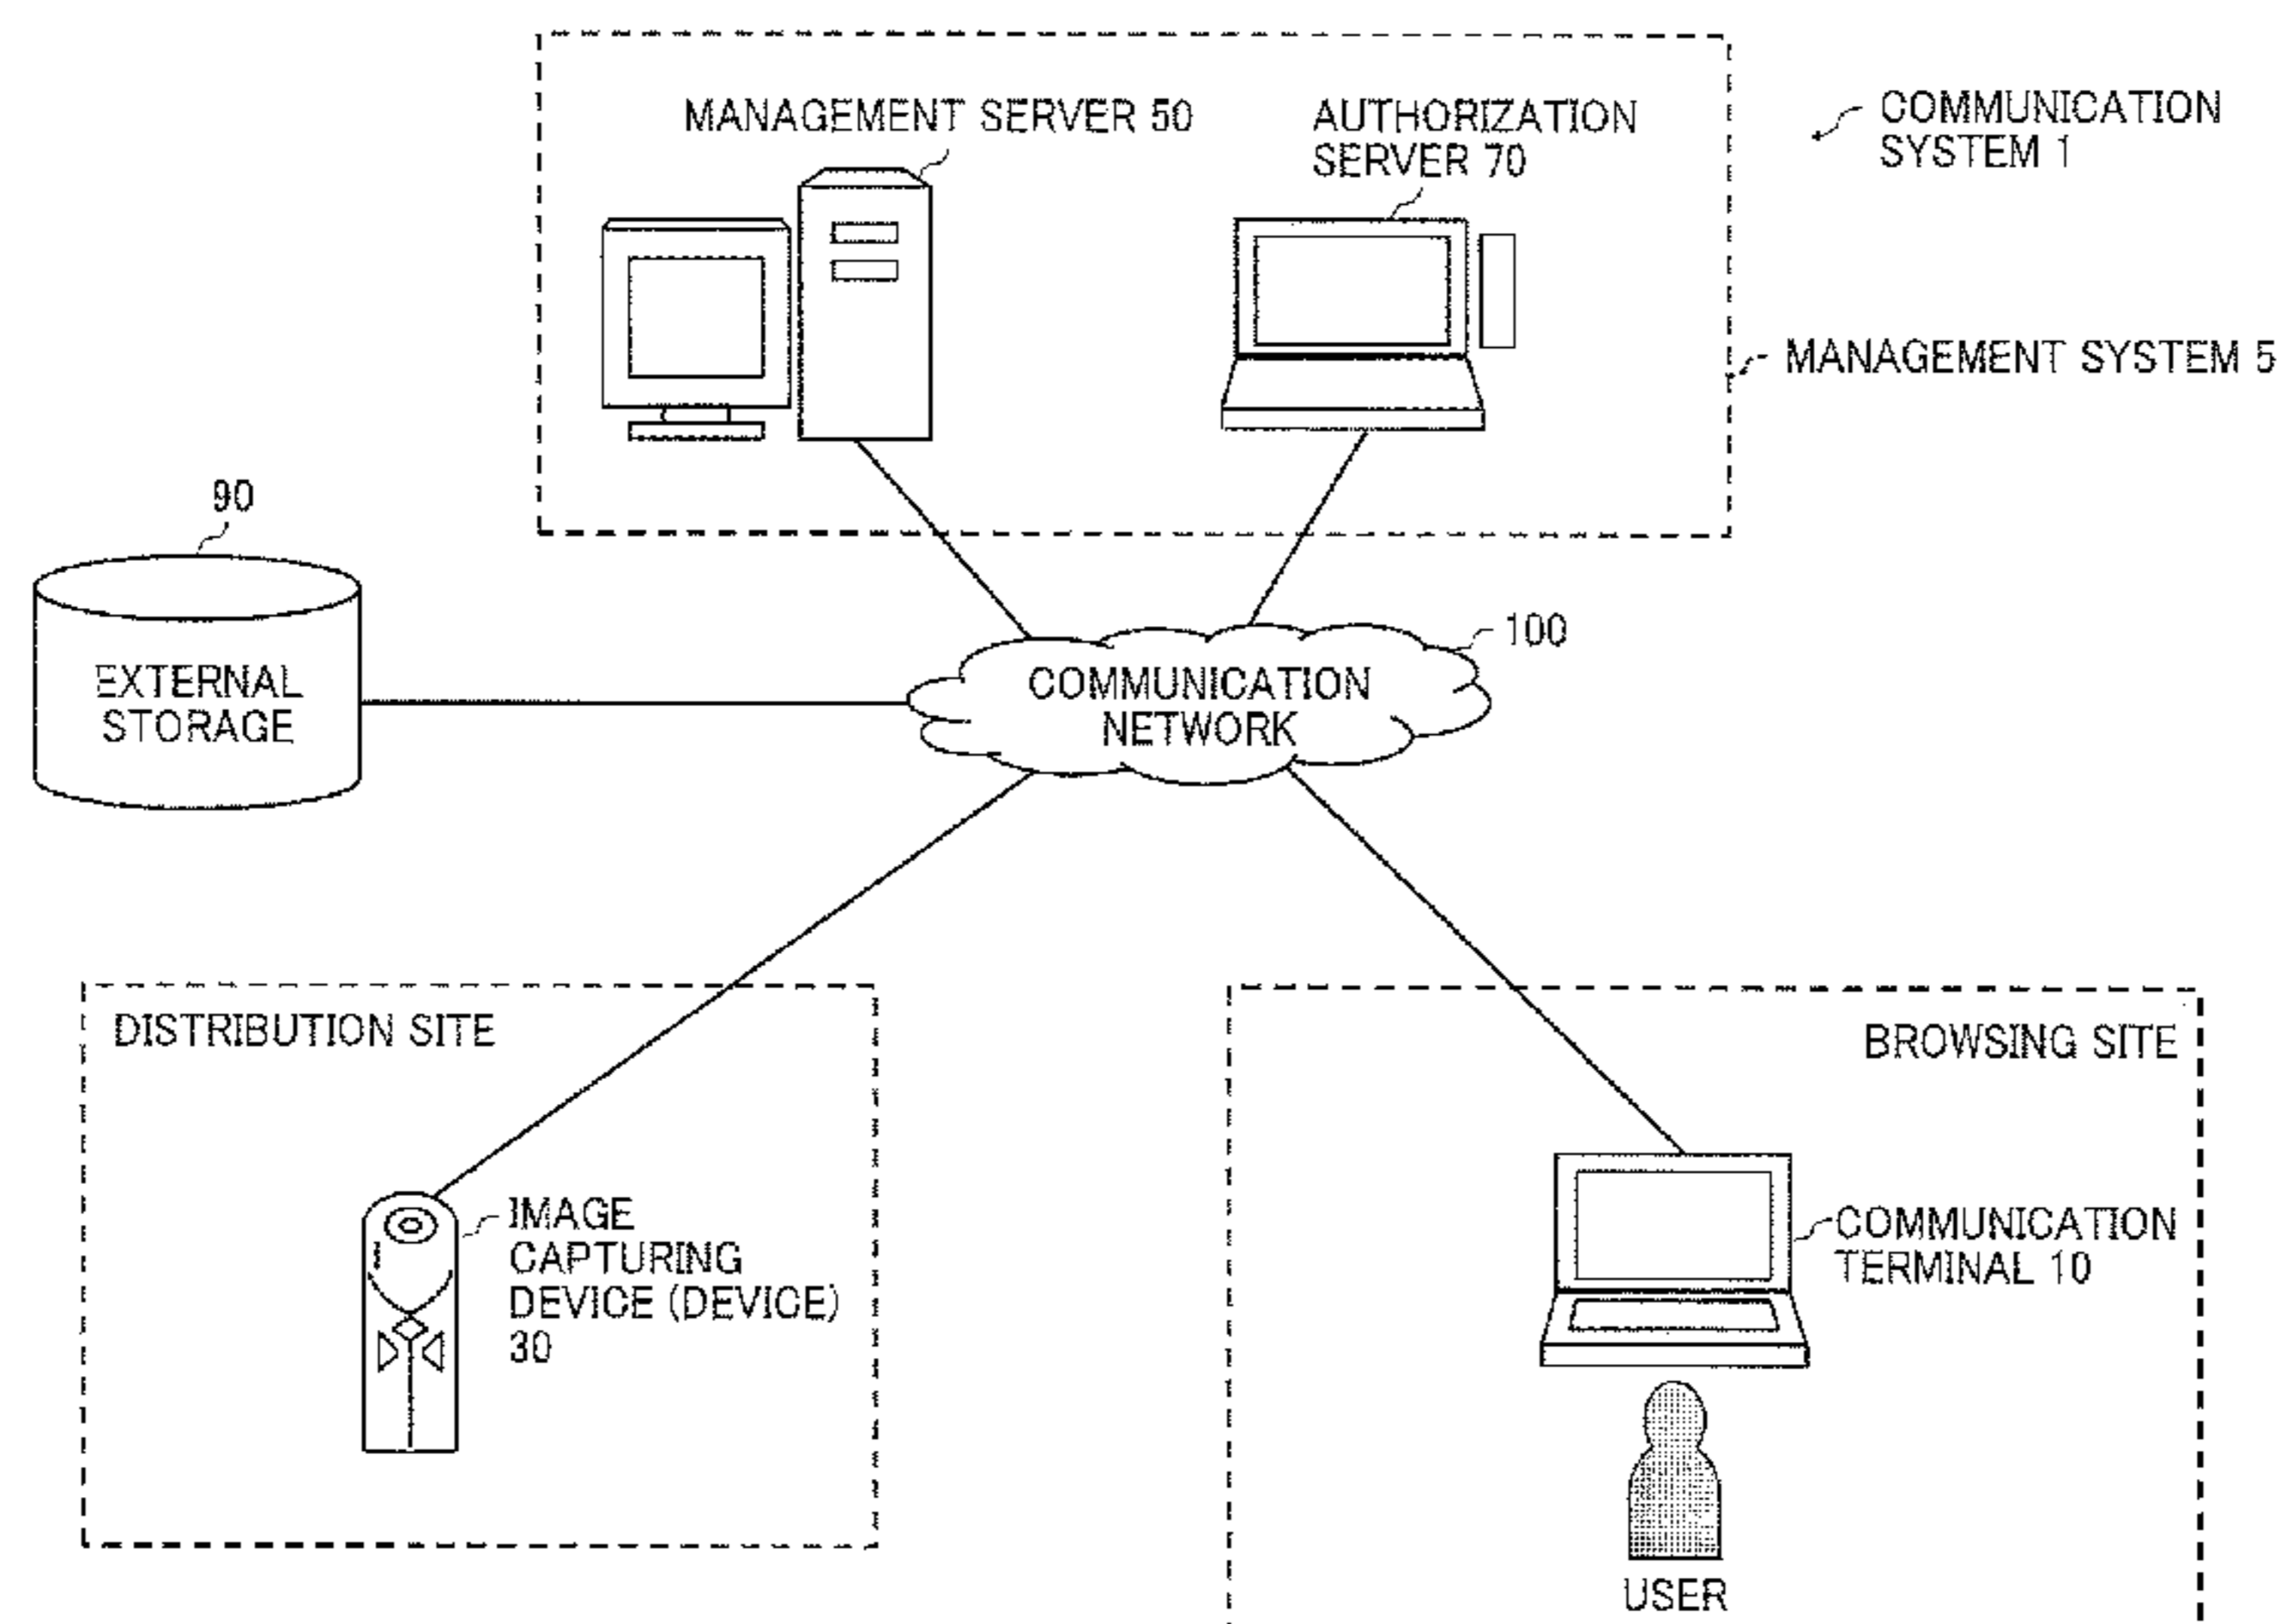 MANAGEMENT SERVER 50
AUTHORIZATION
SERVER 70
COMMUNICATION
SYSTEM 1
MANAGEMENT SYSTEM 5
90
EXTERNAL
STORAGE
100
COMMUNICATION
NETWORK
DISTRIBUTION SITE
IMAGE
CAPTURING
DEVICE (DEVICE)
30
BROWSING SITE
COMMUNICATION
TERMINAL 10
USER